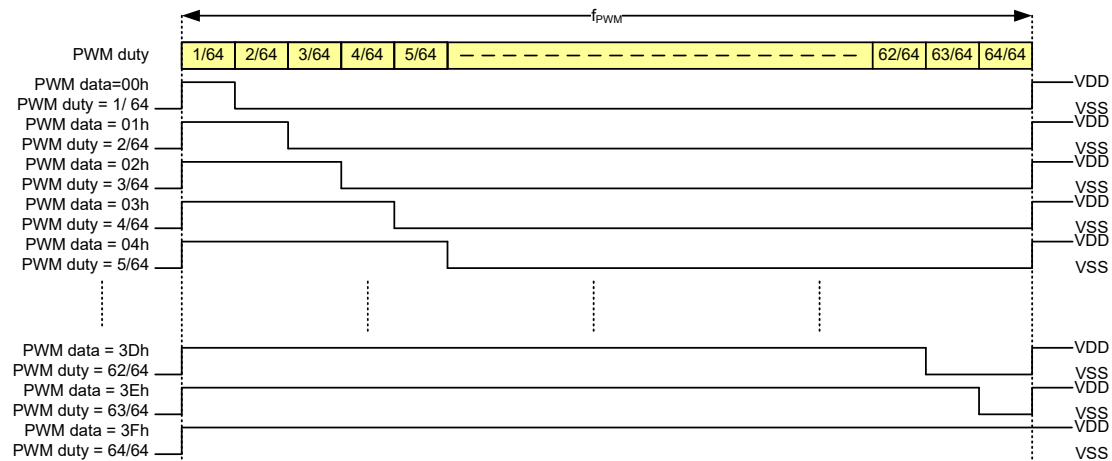 fPWM
PWM duty 1/64 2/64 3/64 4/64 5/64 62/64 63/64 64/64
PWM data=00h VDD
PWM duty = 1/ 64 VSS
PWM data = 01h VDD
PWM duty = 2/64 VSS
PWM data = 02h VDD
PWM duty = 3/64 VSS
PWM data = 03h VDD
PWM duty = 4/64 VSS
PWM data = 04h VDD
PWM duty = 5/64 VSS
PWM data = 3Dh VDD
PWM duty = 62/64 VSS
PWM data = 3Eh VDD
PWM duty = 63/64 VSS
PWM data = 3Fh VDD
PWM duty = 64/64 VSS